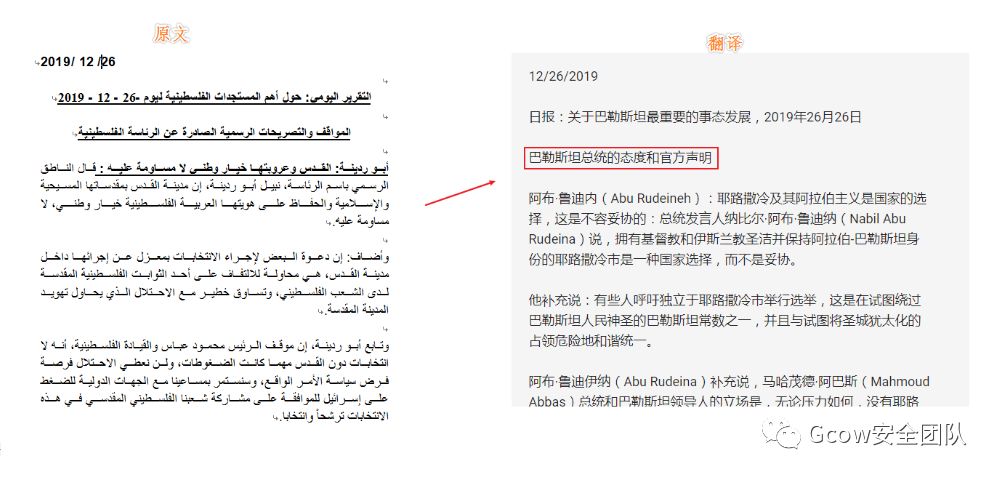 原文
2019/ 12 /26
التقرير اليومي: حول أهم المستجدات الفلسطينية ليوم -26 - 12 - 2019
المواقف والتصريحات الرسمية الصادرة عن الرئاسة الفلسطينية
أبو ردينة: القدس وعروبتها خيار وطني لا مساومة عليه : قال الناطق
الرسمي باسم الرئاسة، نبيل أبو ردينة، إن مدينة القدس بمقدساتها المسيحية
والإسلامية والحفاظ على هويتها العربية الفلسطينية خيار وطني، لا
مساومة عليه.
وأضاف: إن دعوة البعض لإجراء الانتخابات بمعزل عن إجرائها داخل
مدينة القدس، هي محاولة للالتفاف على أحد الثوابت الفلسطينية المقدسة
لدى الشعب الفلسطيني، وتساوق خطير مع الاحتلال الذي يحاول تهويد
المدينة المقدسة.
وتابع أبو ردينة، إن موقف الرئيس محمود عباس والقيادة الفلسطينية، أنه لا
انتخابات دون القدس مهما كانت الضغوطات، ولن نعطي الاحتلال فرصة
فرض سياسة الأمر الواقع، وسنستمر بمساعينا مع الجهات الدولية للضغط
على إسرائيل للموافقة على مشاركة شعبنا الفلسطيني المقدسي في هذه
الانتخابات ترشحاً وانتخابا.
翻译
12/26/2019
日报：关于巴勒斯坦最重要的事态发展，2019年26月26日
巴勒斯坦总统的态度和官方声明
阿布·鲁迪内（Abu Rudeineh）：耶路撒冷及其阿拉伯主义是国家的选
择，这是不容妥协的：总统发言人纳比尔·阿布·鲁迪纳（Nabil Abu
Rudeina）说，拥有基督教和伊斯兰教圣洁并保持阿拉伯-巴勒斯坦身
份的耶路撒冷市是一种国家选择，而不是妥协。
他补充说：有些人呼吁独立于耶路撒冷市举行选举，这是在试图绕过
巴勒斯坦人民神圣的巴勒斯坦常数之一，并且与试图将圣城犹太化的
占领危险地和谐统一。
阿布·鲁迪伊纳（Abu Rudeina）补充说，马哈茂德·阿巴斯（Mahmoud
Abbas）总统和巴勒斯坦领导人的立场是，无论压力如何，没有耶路
Gcow安全团队